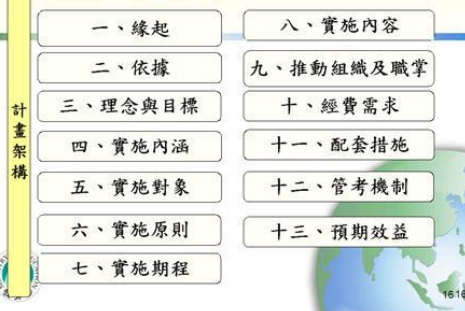 計畫架構
一、緣起
二、依據
三、理念與目標
四、實施內涵
五、實施對象
六、實施原則
七、實施期程
八、實施內容
九、推動組織及職掌
十、經費需求
十一、配套措施
十二、管考機制
十三、預期效益